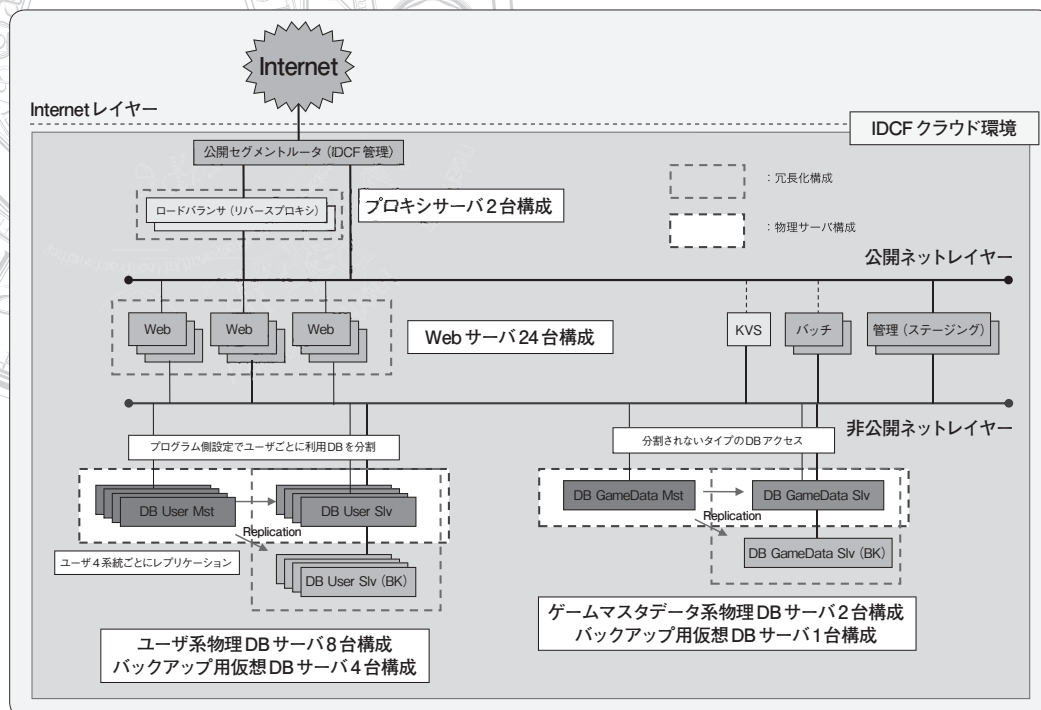 Internet
Internetレイヤー
IDCFクラウド環境
公開セグメントルータ（IDCF管理）
：冗長化構成
ロードバランサ（リバースプロキシ）
プロキシサーバ2台構成
：物理サーバ構成
公開ネットレイヤー
Web
Web
Web
Webサーバ24台構成
KVS
バッチ
管理（ステージング）
非公開ネットレイヤー
プログラム側設定でユーザごとに利用DBを分割
分割されないタイプのDBアクセス
DB User Mst
DB User Slv
DB GameData Mst
DB GameData Slv
Replication
Replication
ユーザ4系統ごとにレプリケーション
DB User Slv（BK）
DB GameData Slv（BK）
ユーザ系物理DBサーバ8台構成
バックアップ用仮想DBサーバ4台構成
ゲームマスタデータ系物理DBサーバ2台構成
バックアップ用仮想DBサーバ1台構成